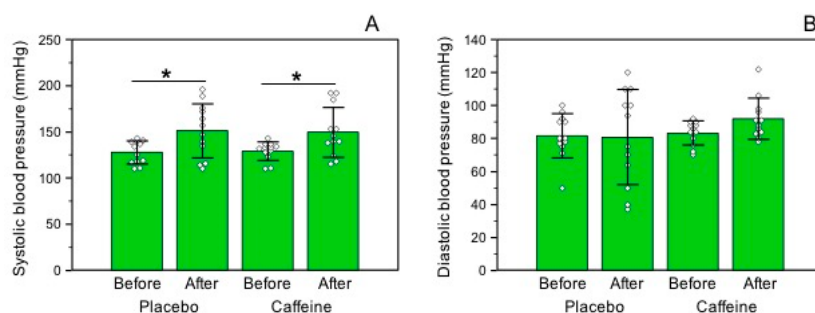 A
Systolic blood pressure (mmHg)
250
200
150
100
50
0
*
*
Before After Before After
Placebo Caffeine
B
Diastolic blood pressure (mmHg)
140
120
100
80
60
40
20
0
Before After Before After
Placebo Caffeine